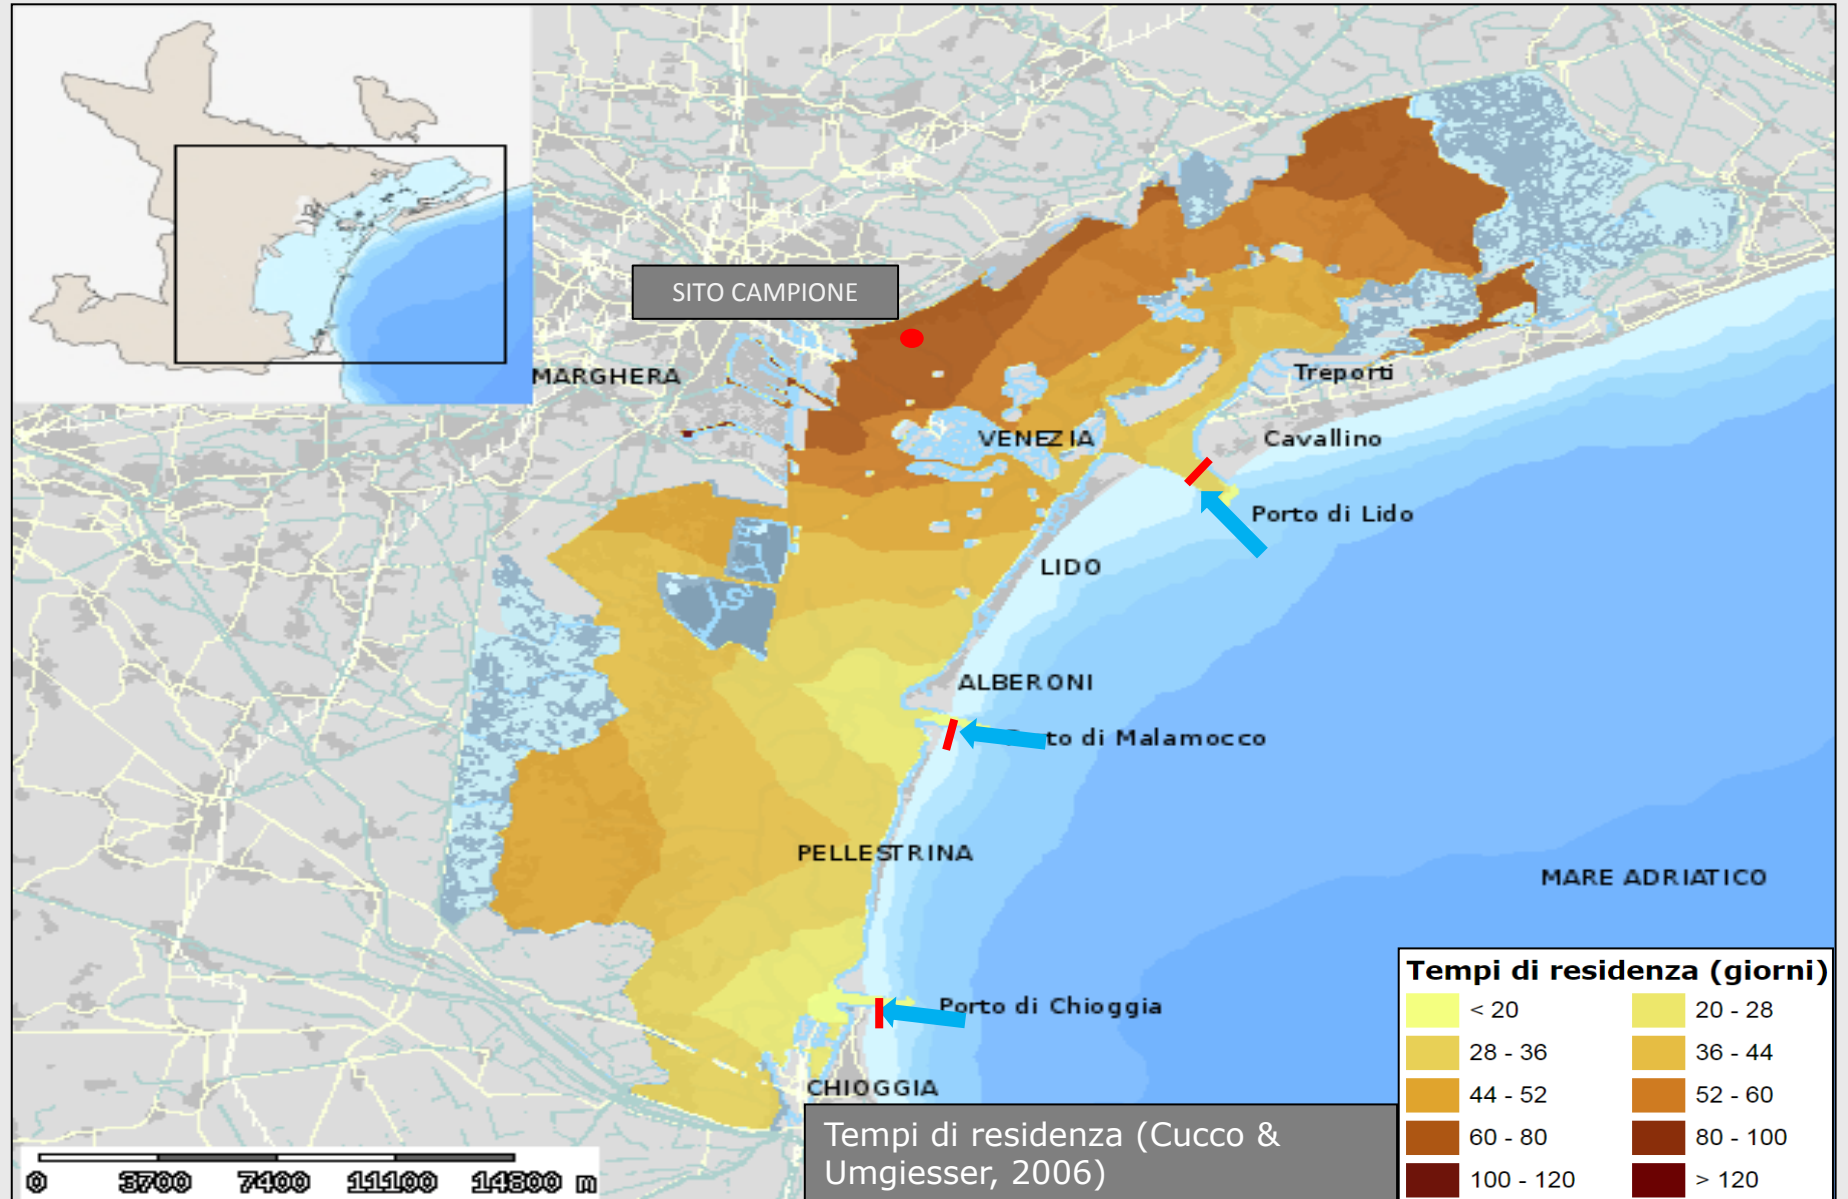 SITO CAMPIONE
MARGHERA
Treporti
VENEZIA
Cavallino
Porto di Lido
LIDO
ALBERONI
to di Malamocco
PELLESTRINA
MARE ADRIATICO
Porto di Chioggia
CHIOGGIA
Tempi di residenza (giorni)
< 20
20 - 28
28 - 36
36 - 44
44 - 52
52 - 60
60 - 80
80 - 100
100 - 120
> 120
Tempi di residenza (Cucco &
Umgiesser, 2006)
0 3700 7400 11100 14800 m